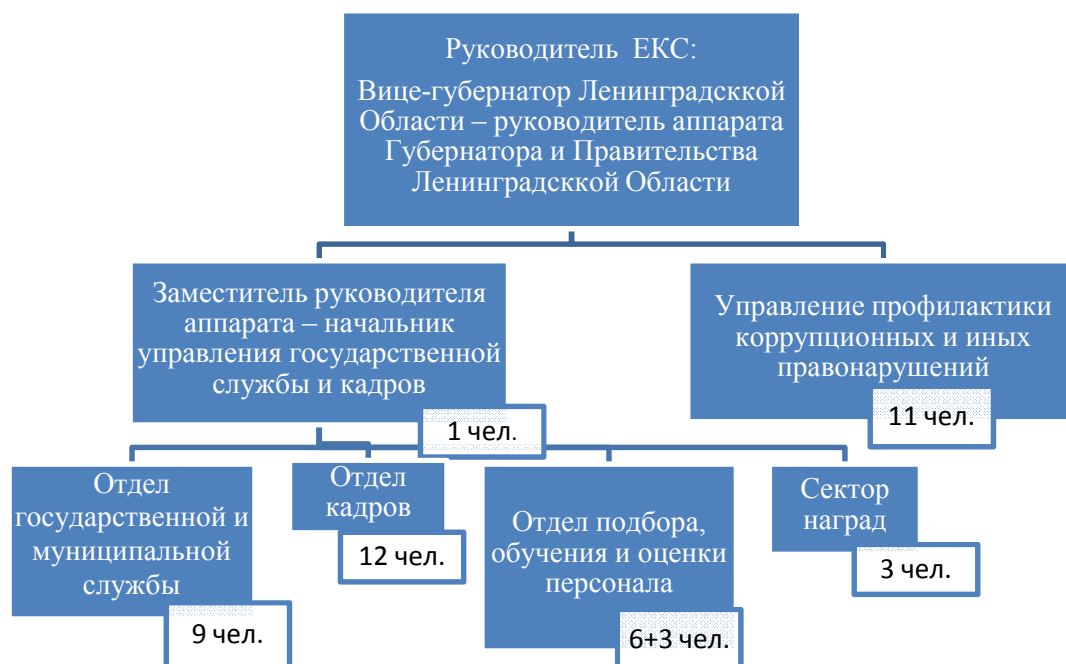 Руководитель ЕКС:
Вице-губернатор Ленинградсккой
Области – руководитель аппарата
Губернатора и Правительства
Ленинградсккой Области
Заместитель руководителя
аппарата – начальник
управления государственной
службы и кадров
1 чел.
Управление профилактики
коррупционных и иных
правонарушений
11 чел.
Отдел
государственной и
муниципальной
службы
9 чел.
Отдел
кадров
12 чел.
Отдел подбора,
обучения и оценки
персонала
6+3 чел.
Сектор
наград
3 чел.